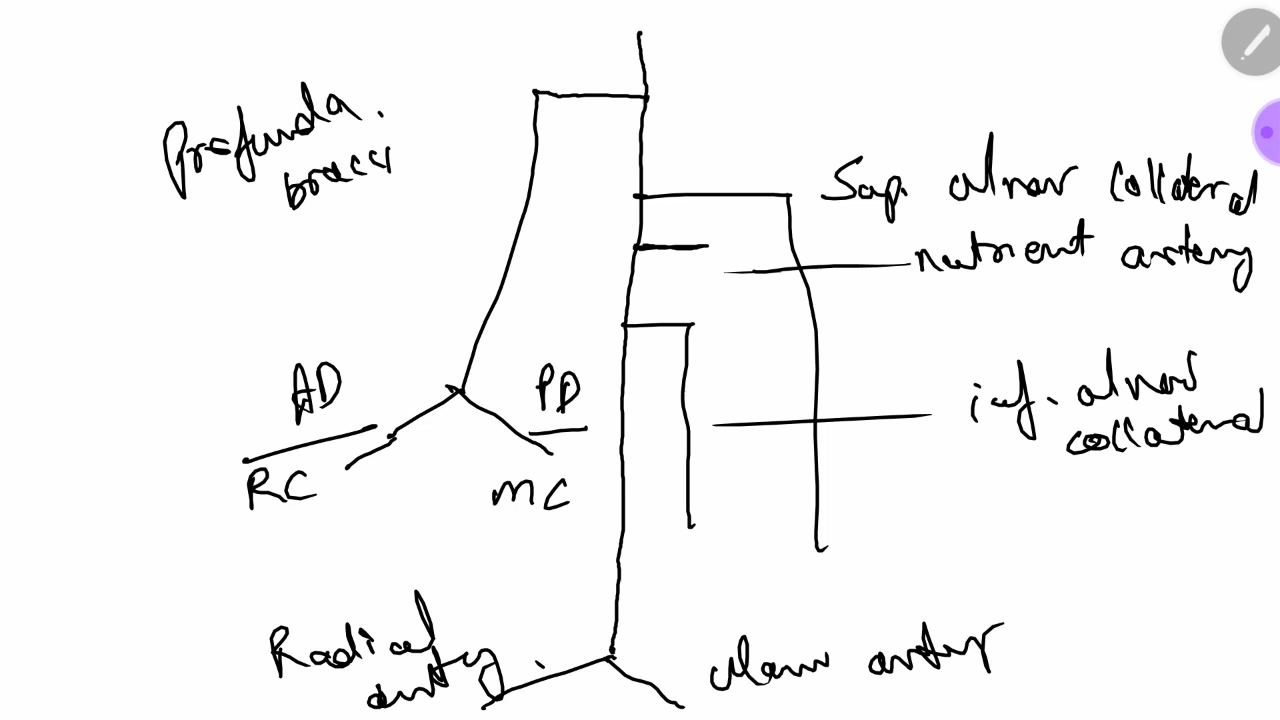 Profunda.
bracii
Sup. ulnar collateral
nutrient artery
AD
PD
inf. ulnar
collateral
RC
MC
Radial
artery
ulnar artery